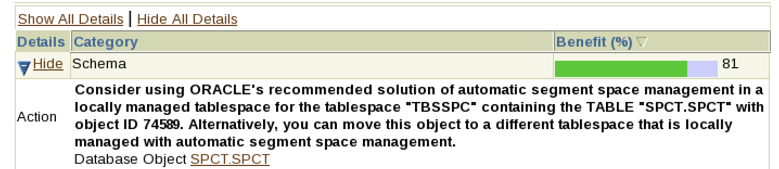 Show All Details | Hide All Details
Details Category Benefit (%)
Hide Schema 81
Consider using ORACLE's recommended solution of automatic segment space management in a
locally managed tablespace for the tablespace "TBSSPC" containing the TABLE "SPCT.SPCT" with
Action object ID 74589. Alternatively, you can move this object to a different tablespace that is locally
managed with automatic segment space management.
Database Object SPCT.SPCT